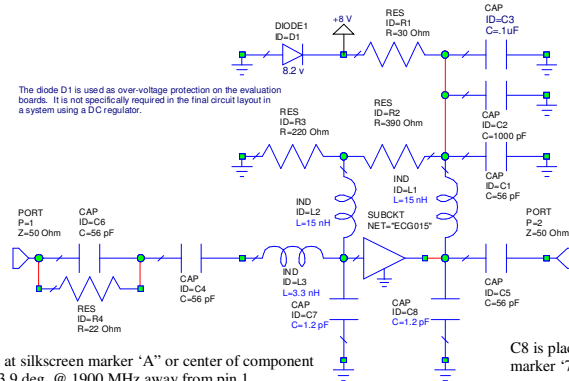 DIODE1
ID=D1
8.2 v
+8 V
RES
ID=R1
R=30 Ohm
CAP
ID=C3
C=.1uF
The diode D1 is used as over-voltage protection on the evaluation
boards. It is not specifically required in the final circuit layout in
a system using a DC regulator.
RES
ID=R3
R=220 Ohm
RES
ID=R2
R=390 Ohm
CAP
ID=C2
C=1000 pF
CAP
ID=C1
C=56 pF
IND
ID=L2
L=15 nH
IND
ID=L1
L=15 nH
SUBCKT
NET="ECG015"
PORT
P=1
Z=50 Ohm
CAP
ID=C6
C=56 pF
PORT
P=2
Z=50 Ohm
RES
ID=R4
R=22 Ohm
CAP
ID=C4
C=56 pF
IND
ID=L3
L=3.3 nH
CAP
ID=C7
C=1.2 pF
CAP
ID=C8
C=1.2 pF
CAP
ID=C5
C=56 pF
at silkscreen marker ‘A” or center of component
3.9 deg. @ 1900 MHz away from pin 1
C8 is plac
marker ‘7